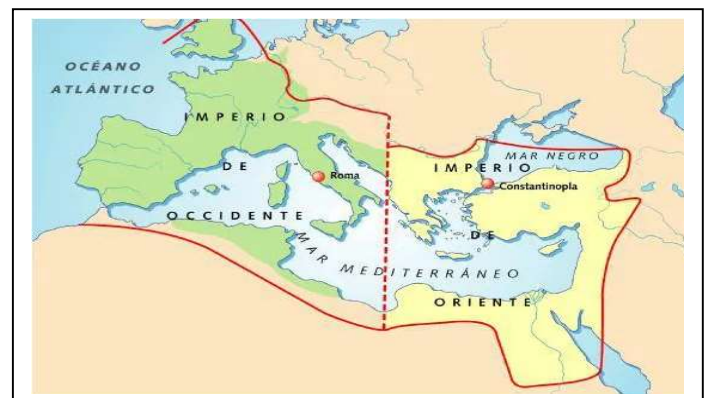 OCÉANO
ATLÁNTICO
IMPERIO
DE
OCCIDENTE
Roma
MAR MEDITERRÁNEO
MAR NEGRO
IMPERIO
Constantinopla
DE
ORIENTE